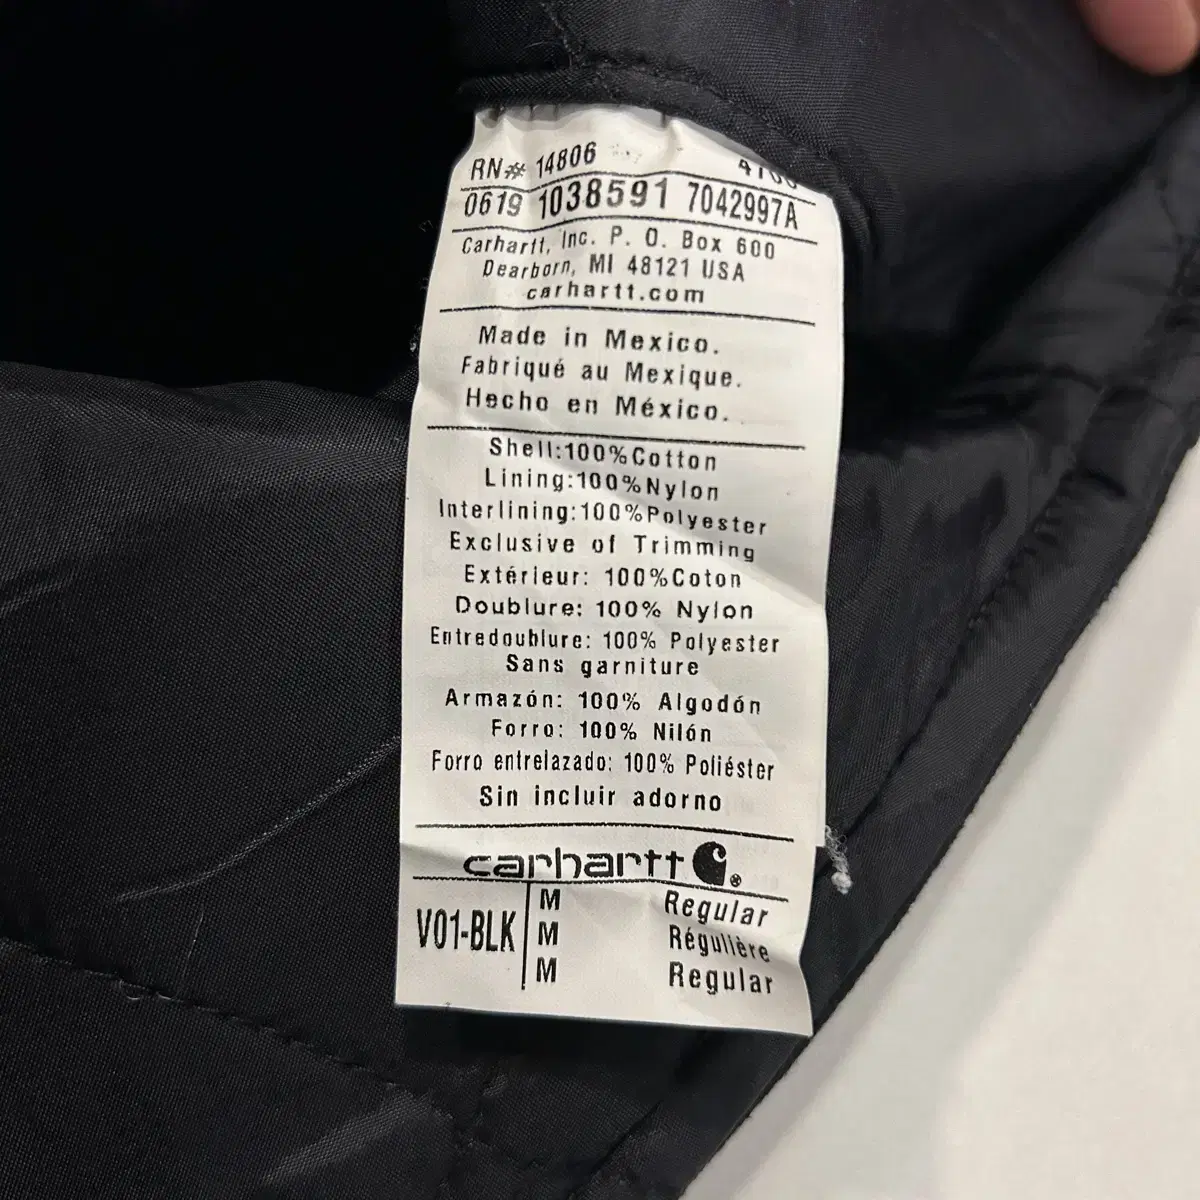 RN# 14806
0619 1038591 7042997A
Carhartt, Inc. P. O. Box 600
Dearborn, MI 48121 USA
carhartt.com
Made in Mexico.
Fabriqué au Mexique.
Hecho en México.
Shell:100%Cotton
Lining:100%Nylon
Interlining:100%Polyester
Exclusive of Trimming
Extérieur: 100%Coton
Doublure: 100% Nylon
Entredoublure: 100% Polyester
Sans garniture
Armazón: 100% Algodón
Forro: 100% Nilón
Forro entrelazado: 100% Poliéster
Sin incluir adorno
carhartt ®
V01-BLK
M Regular
M Régulière
M Regular